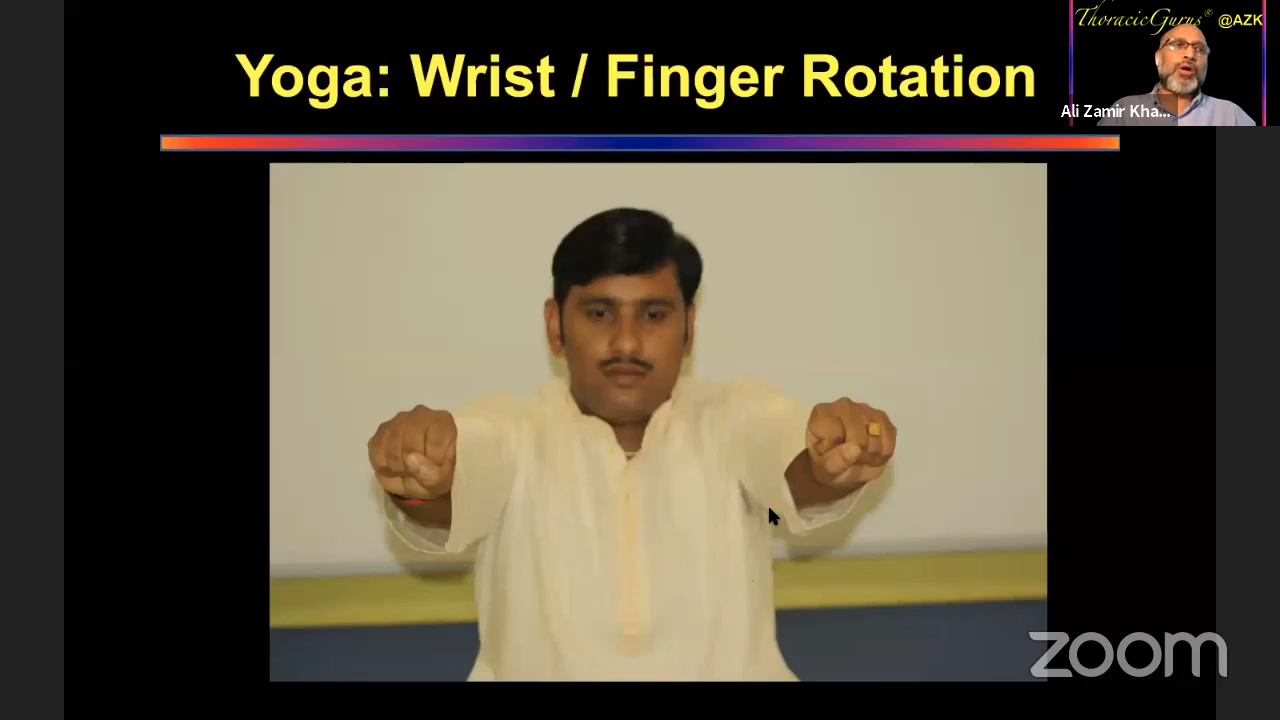 ThoracicGurus® @AZK
Yoga: Wrist / Finger Rotation
Ali Zamir Kha...
zoom